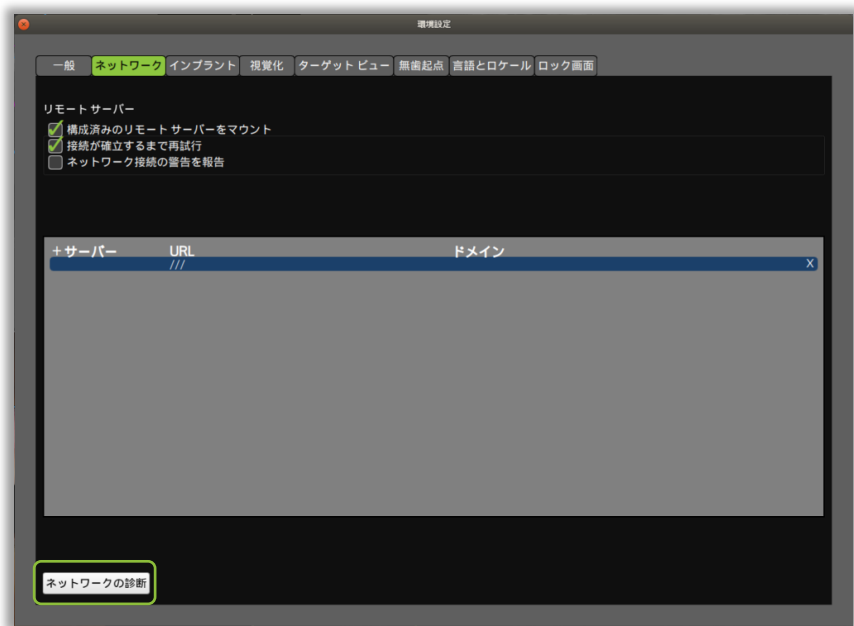 環境設定
一般 ネットワーク インプラント 視覚化 ターゲット ビュー 無歯起点 言語とロケール ロック画面
リモート サーバー
構成済みのリモート サーバーをマウント
接続が確立するまで再試行
ネットワーク接続の警告を報告
+サーバー URL ドメイン
/// X
ネットワークの診断